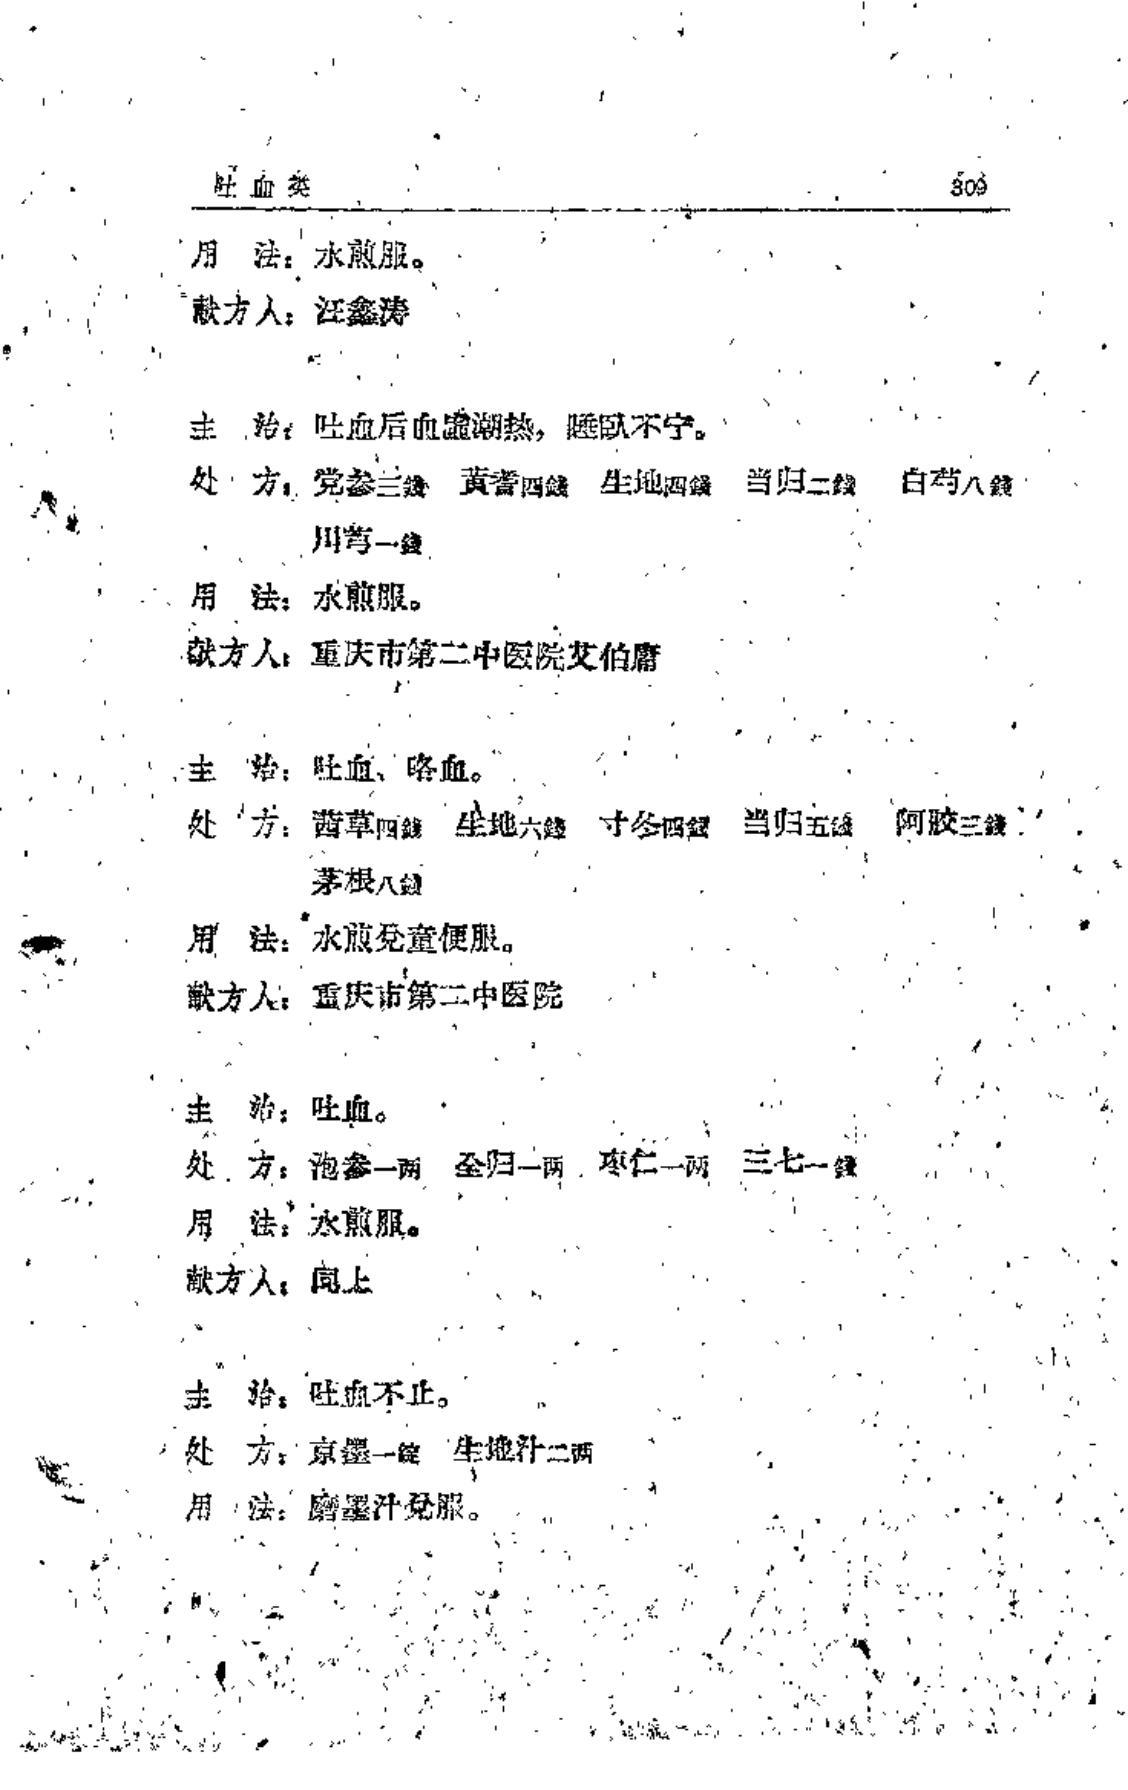 吐血类 309
用　法：水煎服。
献方人：汪鑫涛
主　治：吐血后血虚潮热，睡臥不宁。
处　方：党参三錢　黄耆四錢　生地四錢　当归二錢　白芍八錢
川芎一錢
用　法：水煎服。
献方人：重庆市第二中医院艾伯庸
主　治：吐血、咯血。
处　方：茜草四錢　生地六錢　寸冬四錢　当归五錢　阿胶三錢
茅根八錢
用　法：水煎兌童便服。
献方人：重庆市第二中医院
主　治：吐血。
处　方：泡参一两　全归一两　枣仁一两　三七一錢
用　法：水煎服。
献方人：同上
主　治：吐血不止。
处　方：京墨一錠　生地汁二两
用　法：磨墨汁兌服。